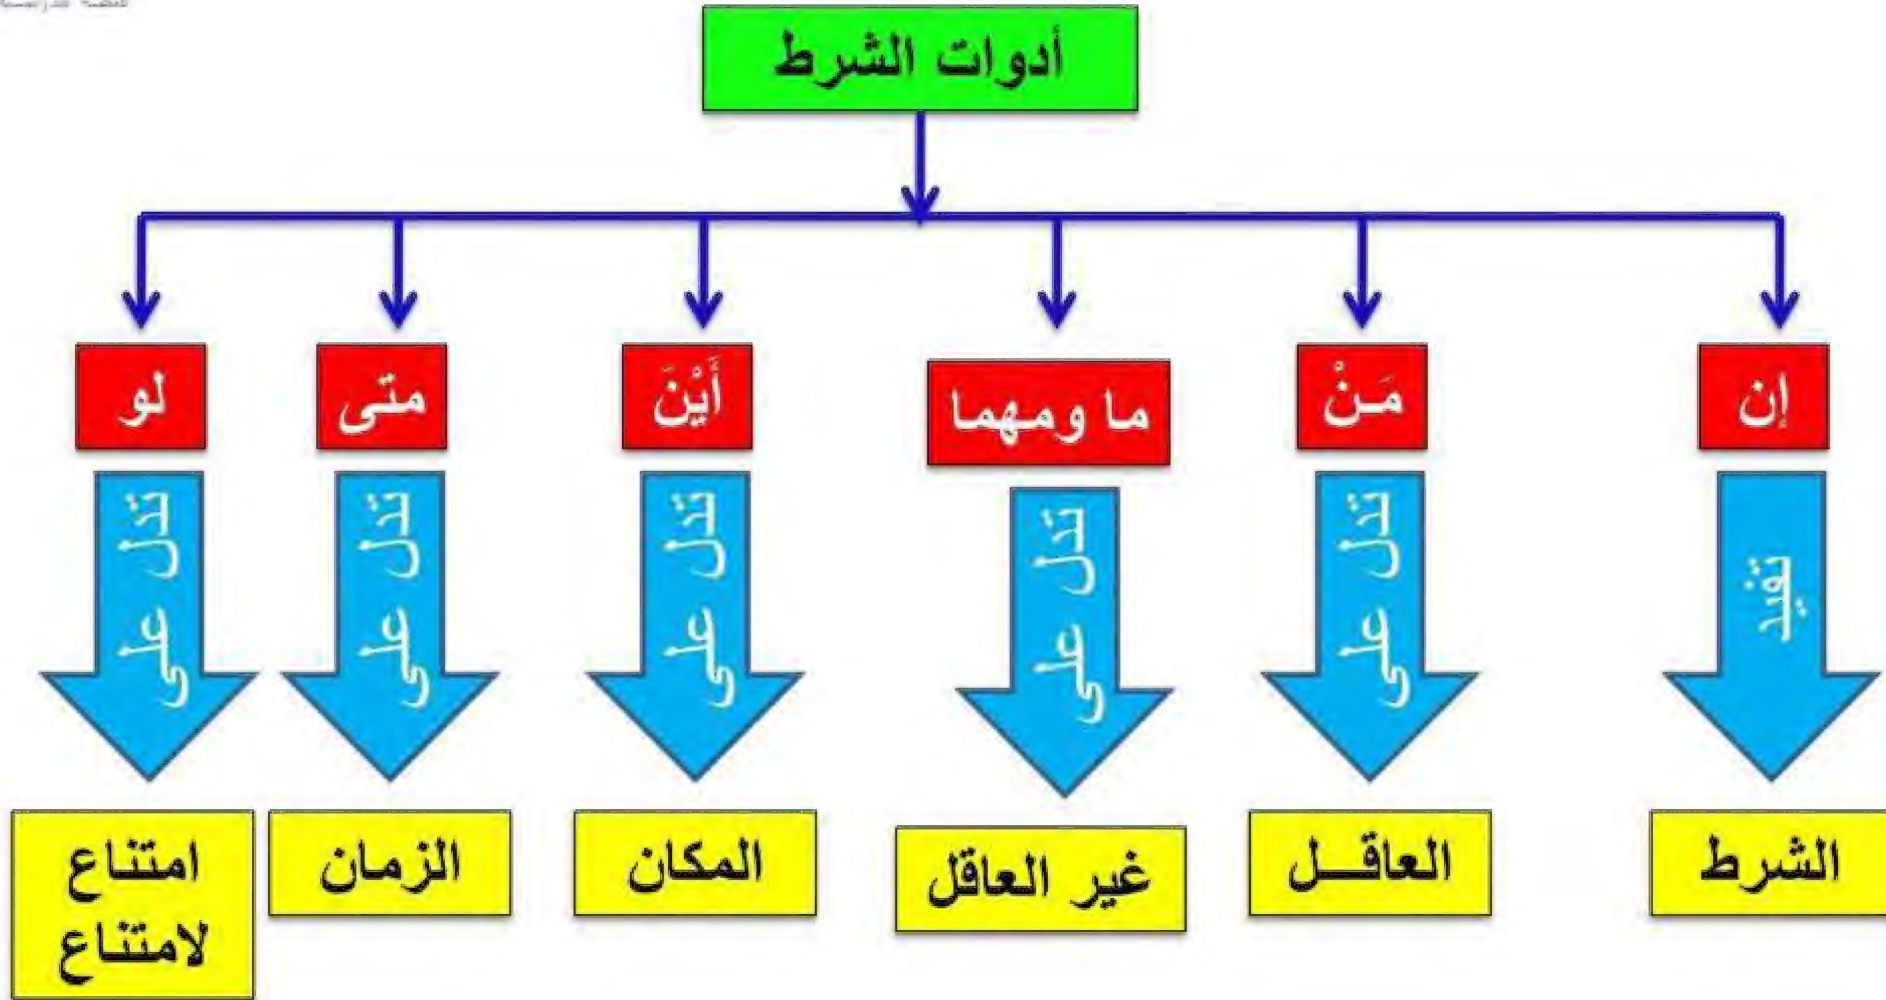 أدوات الشرط
إن
مَنْ
ما ومهما
أَيْنَ
متى
لو
تفيد
تدل على
تدل على
تدل على
تدل على
تدل على
الشرط
العاقــل
غير العاقل
المكان
الزمان
امتناع
لامتناع